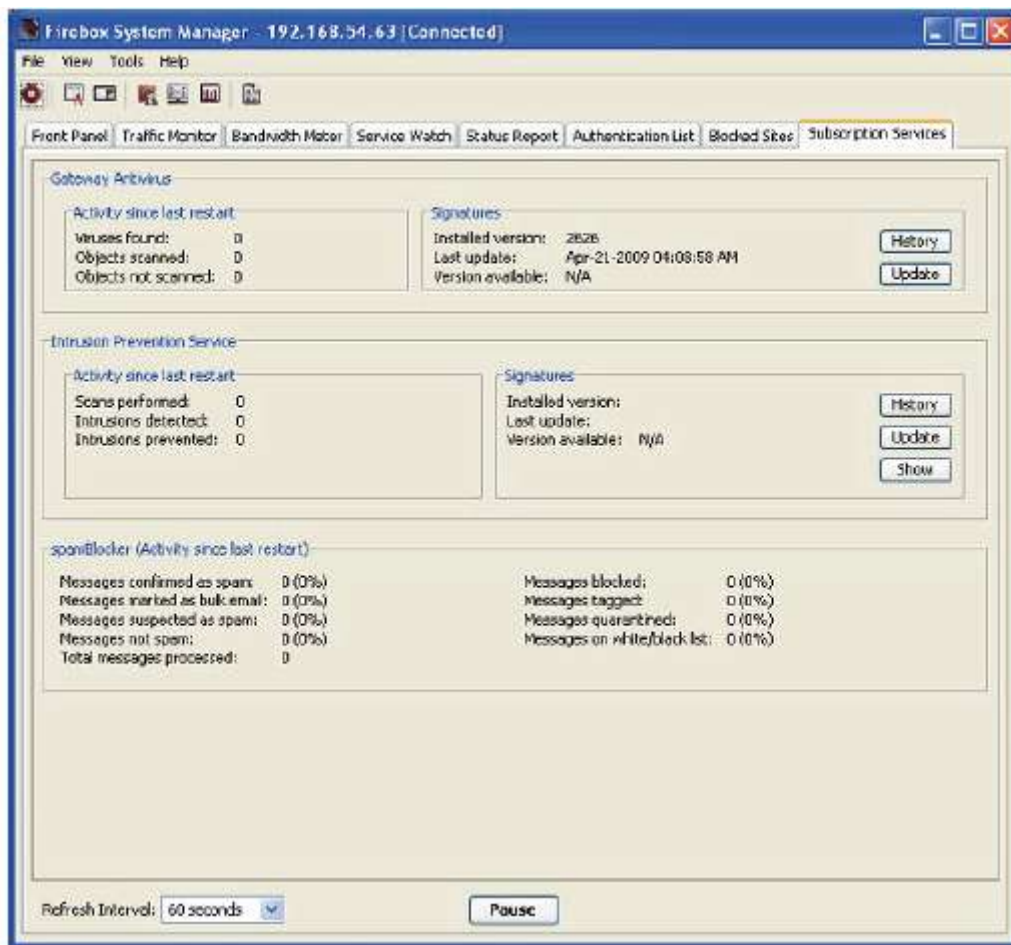 Firebox System Manager - 192.168.54.63 [Connected]
File View Tools Help
Front Panel Traffic Monitor Bandwidth Meter Service Watch Status Report Authentication List Blocked Sites Subscription Services
Gateway Antivirus
Activity since last restart
Viruses found: 0
Objects scanned: 0
Objects not scanned: 0
Signatures
Installed version: 2626
Last update: Apr-21-2009 04:08:58 AM
Version available: N/A
History
Update
Intrusion Prevention Service
Activity since last restart
Scans performed: 0
Intrusions detected: 0
Intrusions prevented: 0
Signatures
Installed version:
Last update:
Version available: N/A
History
Update
Show
spamBlocker (Activity since last restart)
Messages confirmed as spam: 0 (0%)
Messages marked as bulk email: 0 (0%)
Messages suspected as spam: 0 (0%)
Messages not spam: 0 (0%)
Total messages processed: 0
Messages blocked: 0 (0%)
Messages tagged: 0 (0%)
Messages quarantined: 0 (0%)
Messages on white/black list: 0 (0%)
Refresh Interval: 60 seconds
Pause